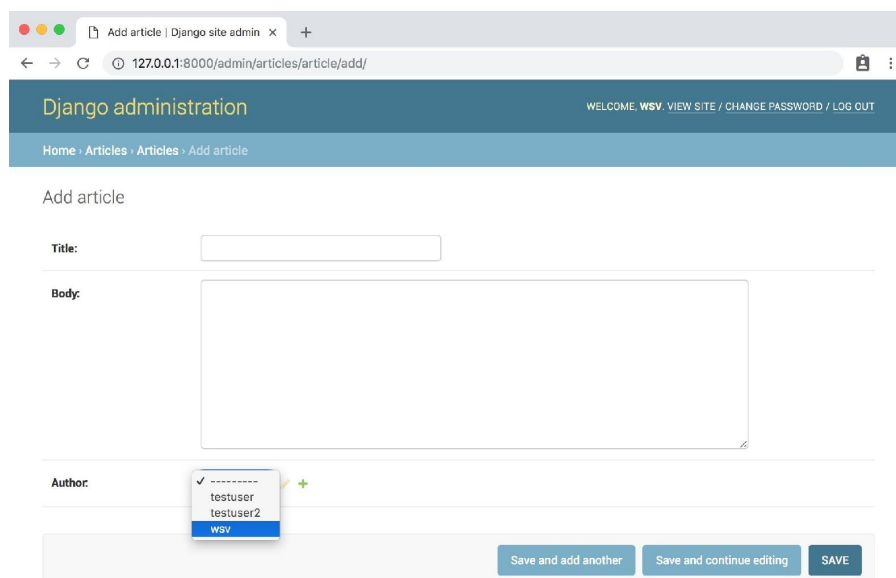 Add article | Django site admin
127.0.0.1:8000/admin/articles/article/add/
Django administration
WELCOME, WSV. VIEW SITE / CHANGE PASSWORD / LOG OUT
Home › Articles › Articles › Add article
Add article
Title:
Body:
Author:
---------
testuser
testuser2
wsv
Save and add another
Save and continue editing
SAVE